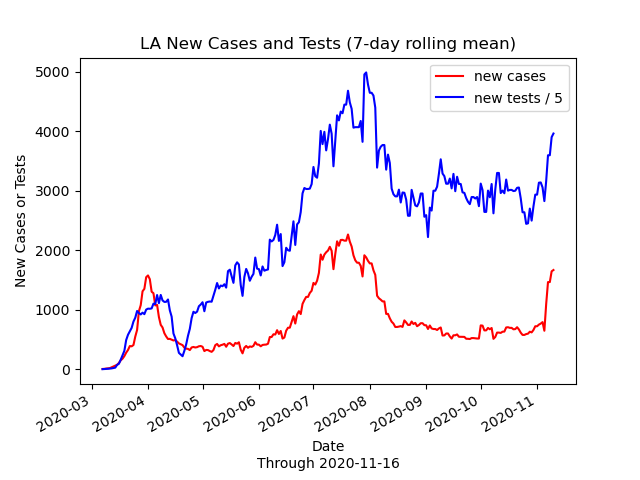 LA New Cases and Tests (7-day rolling mean)
new cases
new tests / 5
5000
4000
3000
2000
1000
0
New Cases or Tests
2020-03
2020-04
2020-05
2020-06
2020-07
2020-08
2020-09
2020-10
2020-11
Date
Through 2020-11-16